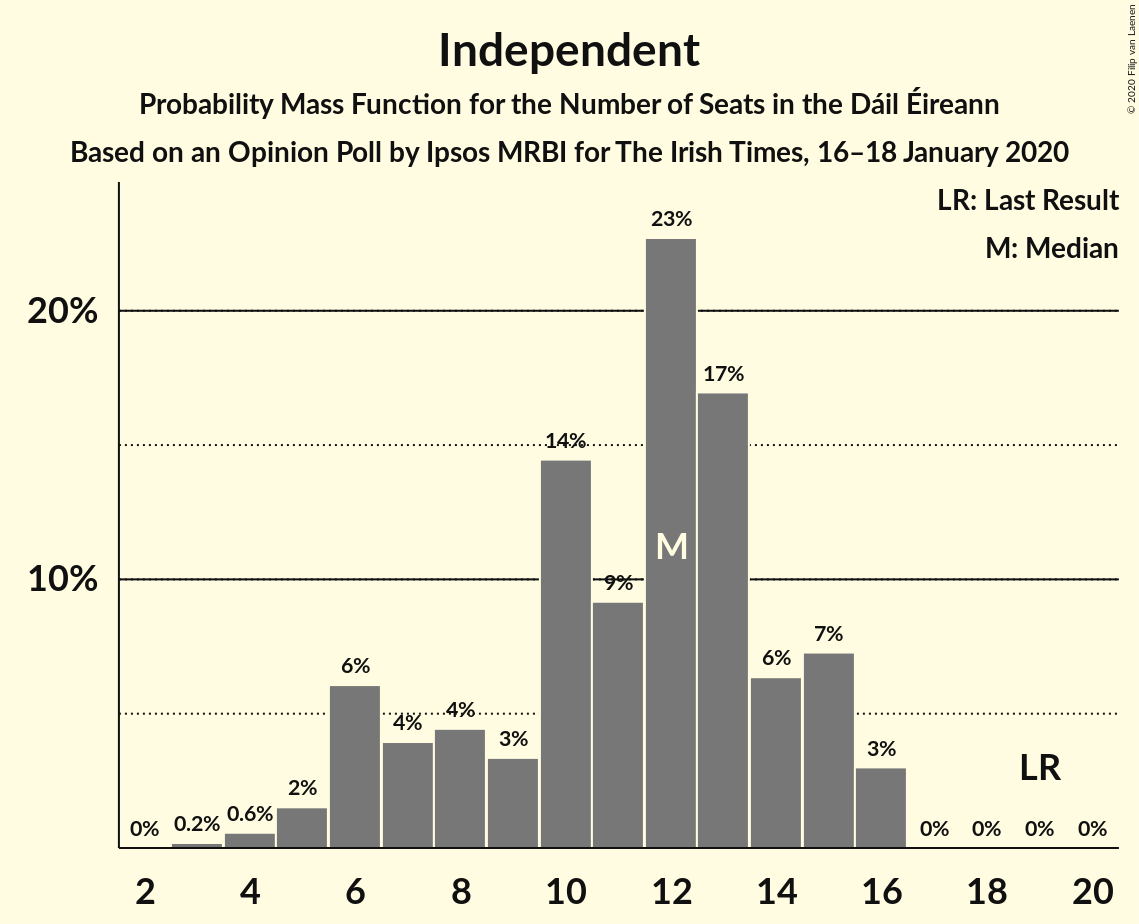 Independent
Probability Mass Function for the Number of Seats in the Dáil Éireann
Based on an Opinion Poll by Ipsos MRBI for The Irish Times, 16–18 January 2020
© 2020 Filip van Laenen
LR: Last Result
M: Median
20%
10%
0%
0.2%
0.6%
2%
6%
4%
4%
3%
14%
9%
23%
17%
6%
7%
3%
0%
0%
0%
0%
M
LR
2 4 6 8 10 12 14 16 18 20